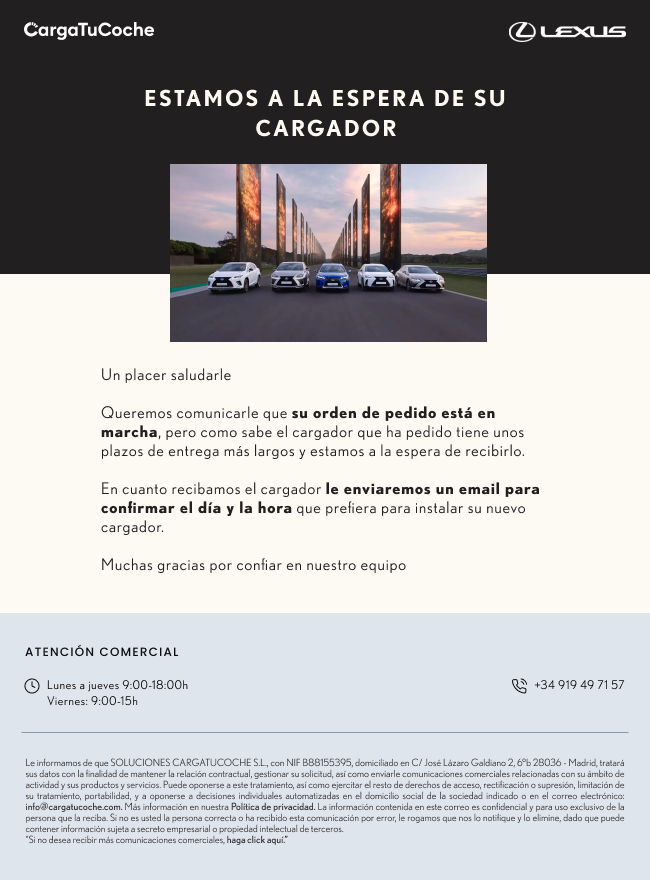 CargaTuCoche
LEXUS
ESTAMOS A LA ESPERA DE SU
CARGADOR
Un placer saludarle
Queremos comunicarle que su orden de pedido está en
marcha, pero como sabe el cargador que ha pedido tiene unos
plazos de entrega más largos y estamos a la espera de recibirlo.
En cuanto recibamos el cargador le enviaremos un email para
confirmar el día y la hora que prefiera para instalar su nuevo
cargador.
Muchas gracias por confiar en nuestro equipo
ATENCIÓN COMERCIAL
Lunes a jueves 9:00-18:00h
Viernes: 9:00-15h
+34 919 49 71 57
Le informamos de que SOLUCIONES CARGATUCOCHE S.L., con NIF B88155395, domiciliado en C/ José Lázaro Galdiano 2, 6ºb 28036 - Madrid, tratará
sus datos con la finalidad de mantener la relación contractual, gestionar su solicitud, así como enviarle comunicaciones comerciales relacionadas con su ámbito de
actividad y sus productos y servicios. Puede oponerse a este tratamiento, así como ejercitar el resto de derechos de acceso, rectificación o supresión, limitación de
su tratamiento, portabilidad, y a oponerse a decisiones individuales automatizadas en el domicilio social de la sociedad indicado o en el correo electrónico:
info@cargatucoche.com. Más información en nuestra Política de privacidad. La información contenida en este correo es confidencial y para uso exclusivo de la
persona que la reciba. Si no es usted la persona correcta o ha recibido esta comunicación por error, le rogamos que nos lo notifique y lo elimine, dado que puede
contener información sujeta a secreto empresarial o propiedad intelectual de terceros.
"Si no desea recibir más comunicaciones comerciales, haga click aquí."